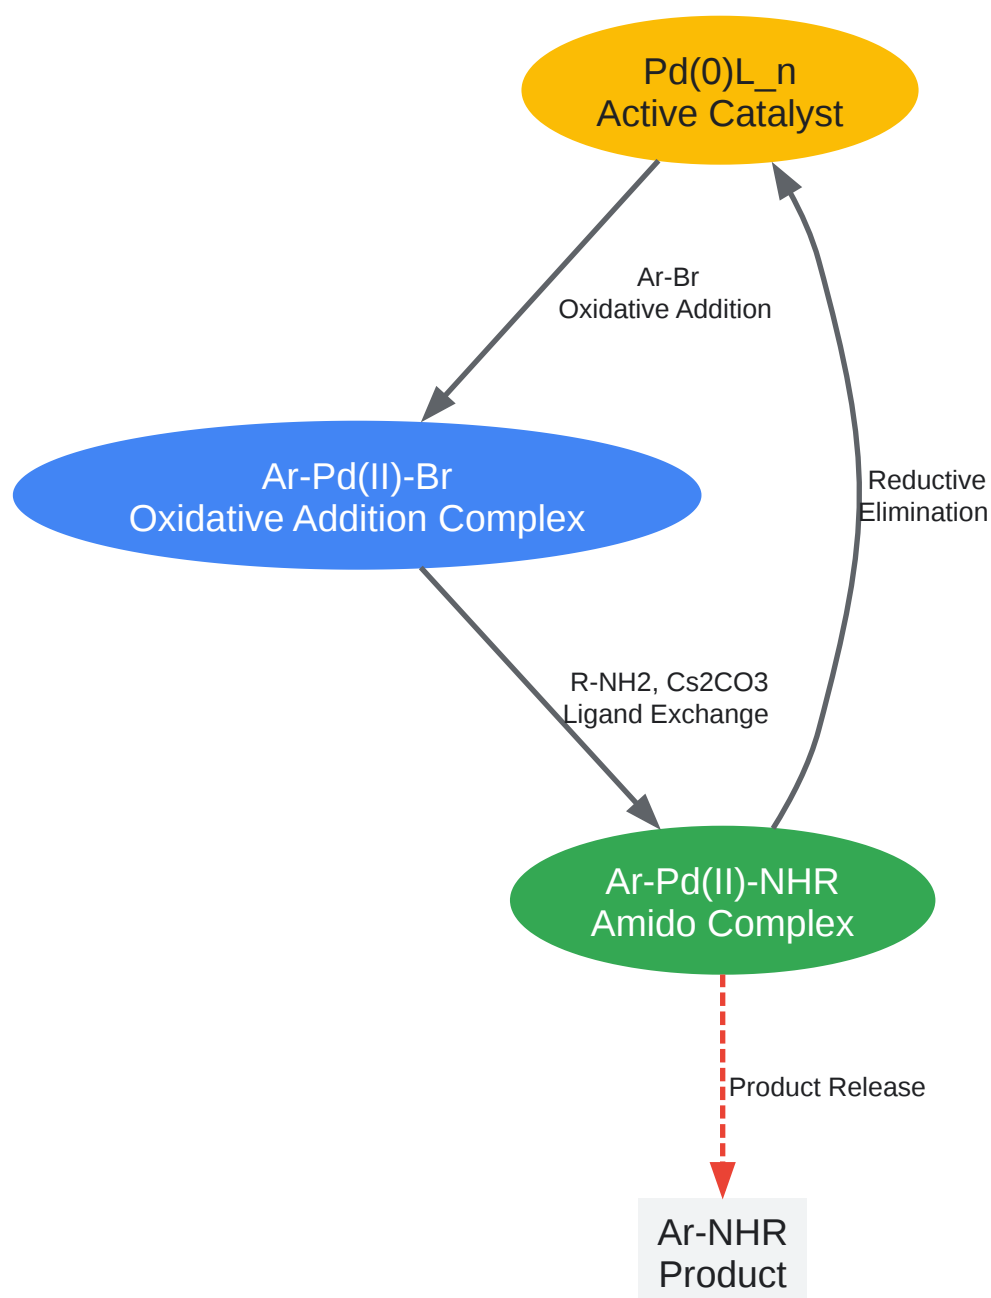 Pd(0)L_n
Active Catalyst
Ar-Br
Oxidative Addition
Ar-Pd(II)-Br
Oxidative Addition Complex
Reductive
Elimination
R-NH2, Cs2CO3
Ligand Exchange
Ar-Pd(II)-NHR
Amido Complex
Product Release
Ar-NHR
Product